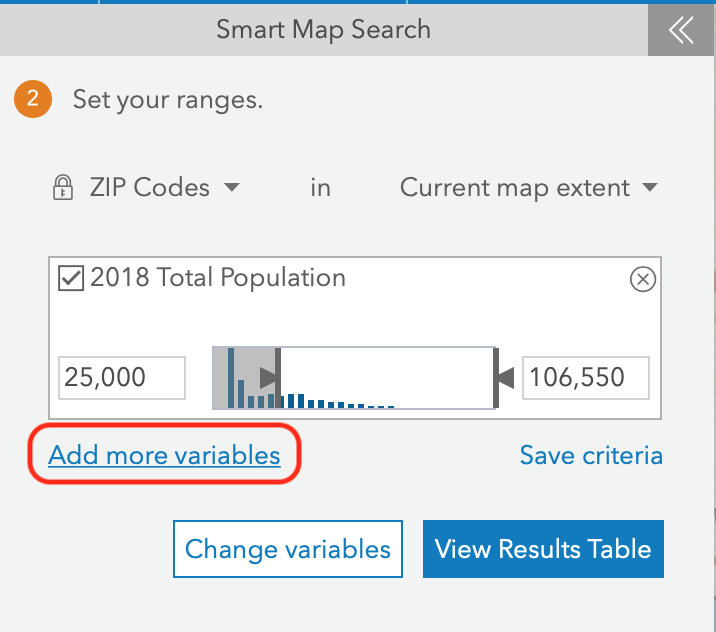 Smart Map Search
2 Set your ranges.
ZIP Codes in Current map extent
2018 Total Population
25,000 106,550
Add more variables Save criteria
Change variables View Results Table